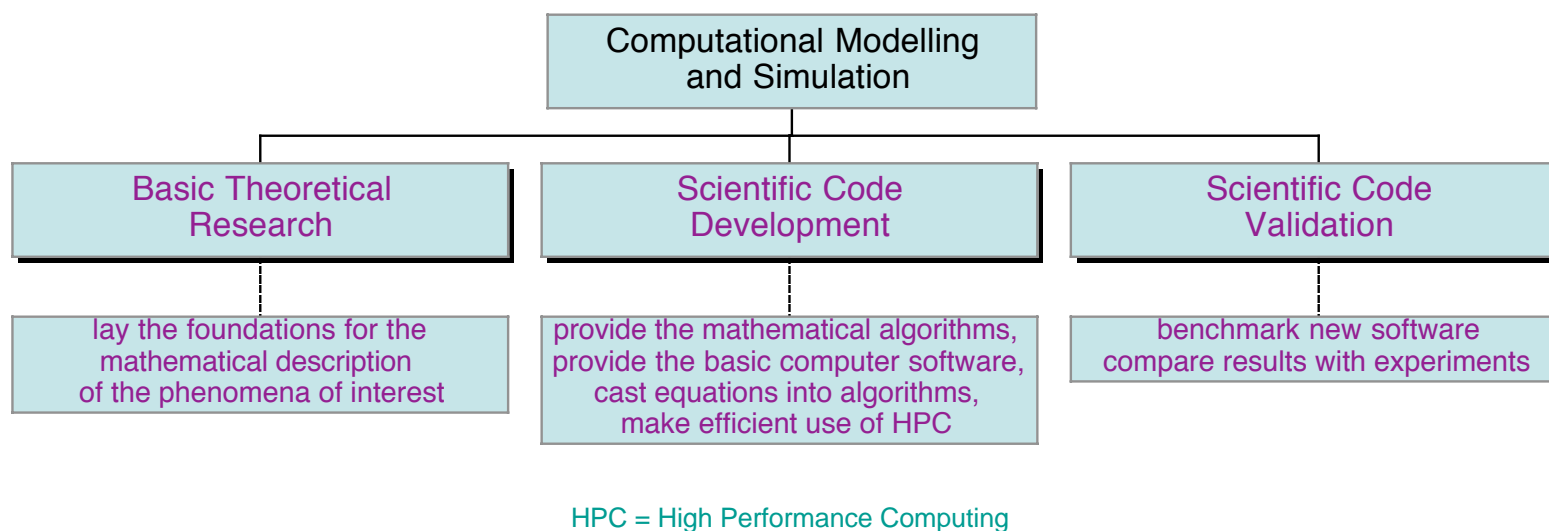 Computational Modelling
and Simulation
Basic Theoretical
Research
Scientific Code
Development
Scientific Code
Validation
lay the foundations for the
mathematical description
of the phenomena of interest
provide the mathematical algorithms,
provide the basic computer software,
cast equations into algorithms,
make efficient use of HPC
benchmark new software
compare results with experiments
HPC = High Performance Computing